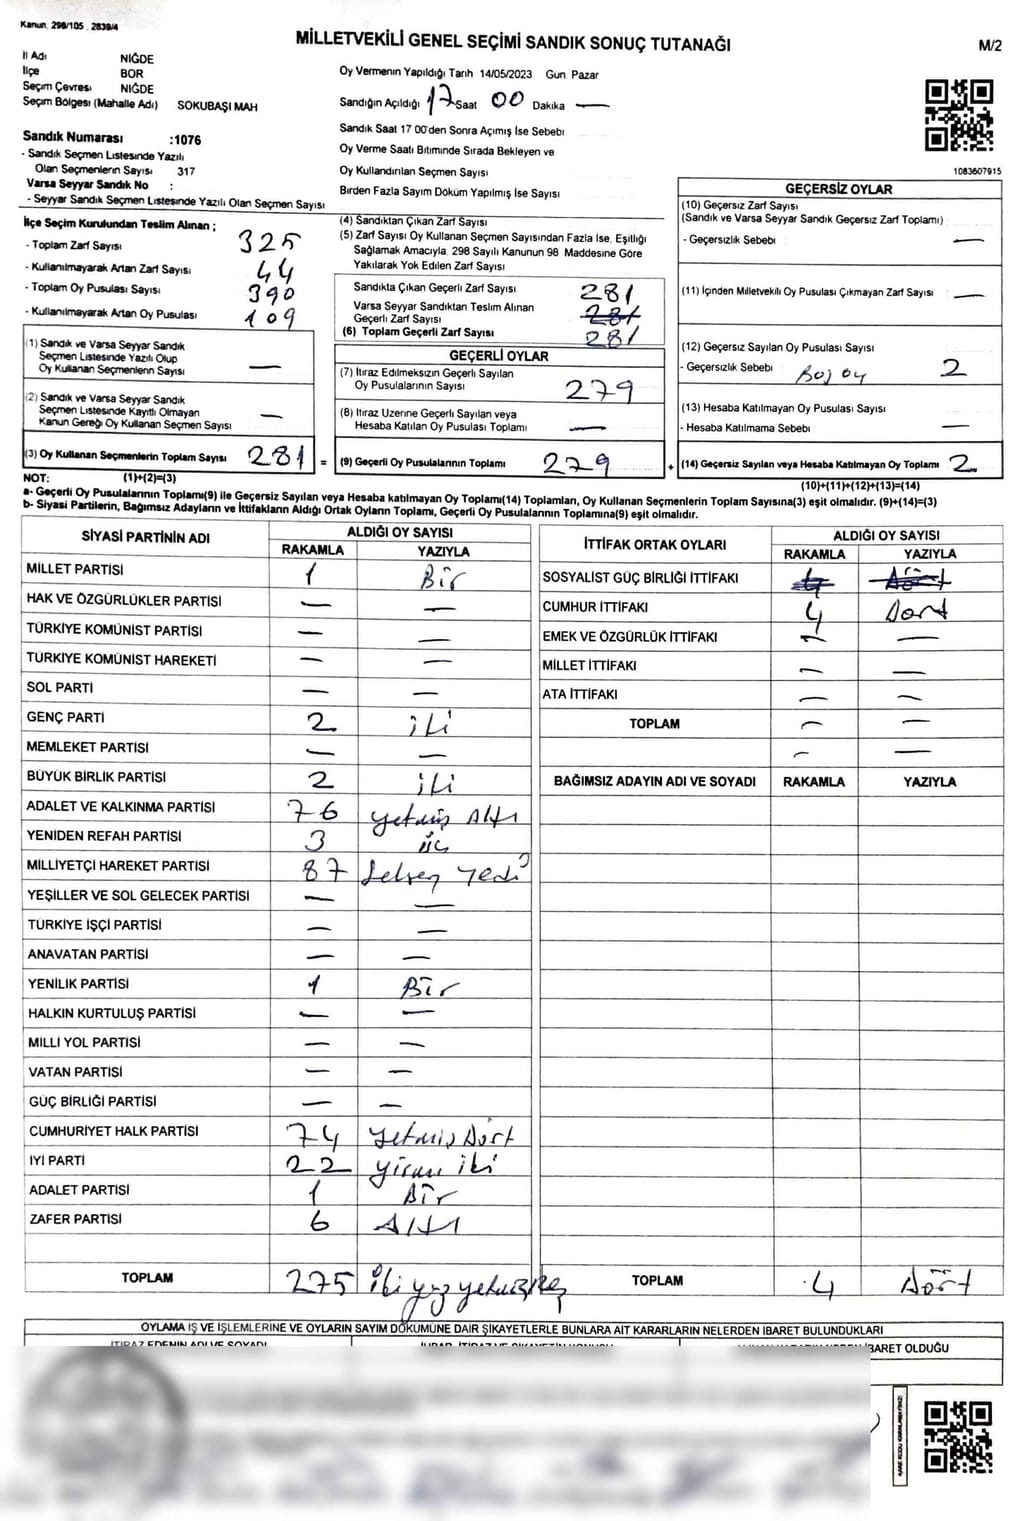 Kanun. 298/105 . 2839/4
MİLLETVEKİLİ GENEL SEÇİMİ SANDIK SONUÇ TUTANAĞI
M/2
İl Adı NİĞDE
İlçe BOR
Seçim Çevresi NİĞDE
Seçim Bölgesi (Mahalle Adı) SOKUBAŞI MAH
Sandık Numarası :1076
- Sandık Seçmen Listesinde Yazılı
Olan Seçmenlerin Sayısı 317
Varsa Seyyar Sandık No :
- Seyyar Sandık Seçmen Listesinde Yazılı Olan Seçmen Sayısı
Oy Vermenin Yapıldığı Tarih 14/05/2023 Gun. Pazar
Sandığın Açıldığı 17 Saat 00 Dakika —
Sandık Saat 17 00'den Sonra Açımış İse Sebebi
Oy Verme Saati Bitiminde Sırada Bekleyen ve
Oy Kullandırılan Seçmen Sayısı
Birden Fazla Sayım Döküm Yapılmış İse Sayısı
1083607915
İlçe Seçim Kurulundan Teslim Alınan ;
- Toplam Zarf Sayısı 325
- Kullanılmayarak Artan Zarf Sayısı 44
- Toplam Oy Pusulası Sayısı 390
- Kullanılmayarak Artan Oy Pusulası 109
(1) Sandık ve Varsa Seyyar Sandık
Seçmen Listesinde Yazılı Olup
Oy Kullanan Seçmenlerin Sayısı —
(2) Sandık ve Varsa Seyyar Sandık
Seçmen Listesinde Kayıtlı Olmayan
Kanun Gereği Oy Kullanan Seçmen Sayısı —
(3) Oy Kullanan Seçmenlerin Toplam Sayısı 281 =
(4) Sandıktan Çıkan Zarf Sayısı
(5) Zarf Sayısı Oy Kullanan Seçmen Sayısından Fazla İse, Eşitliği
Sağlamak Amacıyla, 298 Sayılı Kanunun 98 Maddesine Göre
Yakılarak Yok Edilen Zarf Sayısı
Sandıkta Çıkan Geçerli Zarf Sayısı 281
Varsa Seyyar Sandıktan Teslim Alınan
Geçerli Zarf Sayısı 281
(6) Toplam Geçerli Zarf Sayısı 281
GEÇERLİ OYLAR
(7) İtiraz Edilmeksizin Geçerli Sayılan
Oy Pusulalarının Sayısı 279
(8) İtiraz Üzerine Geçerli Sayılan veya
Hesaba Katılan Oy Pusulası Toplamı —
(9) Geçerli Oy Pusulalarının Toplamı 279 +
GEÇERSİZ OYLAR
(10) Geçersiz Zarf Sayısı
(Sandık ve Varsa Seyyar Sandık Geçersiz Zarf Toplamı)
- Geçersizlik Sebebi —
(11) İçinden Milletvekili Oy Pusulası Çıkmayan Zarf Sayısı —
(12) Geçersiz Sayılan Oy Pusulası Sayısı
- Geçersizlik Sebebi Boş oy 2
(13) Hesaba Katılmayan Oy Pusulası Sayısı
- Hesaba Katılmama Sebebi —
(14) Geçersiz Sayılan veya Hesaba Katılmayan Oy Toplamı 2
NOT: (1)+(2)=(3)
(10)+(11)+(12)+(13)=(14)
a- Geçerli Oy Pusulalarının Toplamı(9) ile Geçersiz Sayılan veya Hesaba katılmayan Oy Toplamı(14) Toplamları, Oy Kullanan Seçmenlerin Toplam Sayısına(3) eşit olmalıdır. (9)+(14)=(3)
b- Siyasi Partilerin, Bağımsız Adayların ve İttifakların Aldığı Ortak Oyların Toplamı, Geçerli Oy Pusulalarının Toplamına(9) eşit olmalıdır.
SİYASİ PARTİNİN ADI ALDIĞI OY SAYISI
RAKAMLA YAZIYLA
MİLLET PARTİSİ 1 Bir
HAK VE ÖZGÜRLÜKLER PARTİSİ — —
TÜRKİYE KOMÜNİST PARTİSİ — —
TÜRKİYE KOMÜNİST HAREKETİ — —
SOL PARTİ — —
GENÇ PARTİ 2 iki
MEMLEKET PARTİSİ — —
BÜYÜK BİRLİK PARTİSİ 2 iki
ADALET VE KALKINMA PARTİSİ 76 yetmiş Altı
YENİDEN REFAH PARTİSİ 3 üç
MİLLİYETÇİ HAREKET PARTİSİ 87 Seksen Yedi
YEŞİLLER VE SOL GELECEK PARTİSİ — —
TÜRKİYE İŞÇİ PARTİSİ — —
ANAVATAN PARTİSİ — —
YENİLİK PARTİSİ 1 Bir
HALKIN KURTULUŞ PARTİSİ — —
MİLLİ YOL PARTİSİ — —
VATAN PARTİSİ — —
GÜÇ BİRLİĞİ PARTİSİ — —
CUMHURİYET HALK PARTİSİ 74 yetmiş Dört
İYİ PARTİ 22 yirmi iki
ADALET PARTİSİ 1 Bir
ZAFER PARTİSİ 6 Altı
TOPLAM 275 iki yüz yetmiş Beş
İTTİFAK ORTAK OYLARI ALDIĞI OY SAYISI
RAKAMLA YAZIYLA
SOSYALİST GÜÇ BİRLİĞİ İTTİFAKI 4 Dört
CUMHUR İTTİFAKI 4 Dört
EMEK VE ÖZGÜRLÜK İTTİFAKI — —
MİLLET İTTİFAKI — —
ATA İTTİFAKI — —
TOPLAM — —
— —
BAĞIMSIZ ADAYIN ADI VE SOYADI RAKAMLA YAZIYLA
TOPLAM 4 Dört
OYLAMA İŞ VE İŞLEMLERİNE VE OYLARIN SAYIM DÖKÜMÜNE DAİR ŞİKAYETLERLE BUNLARA AİT KARARLARIN NELERDEN İBARET BULUNDUKLARI
İTİRAZ EDENİN ADI VE SOYADI
İBARET OLDUĞU